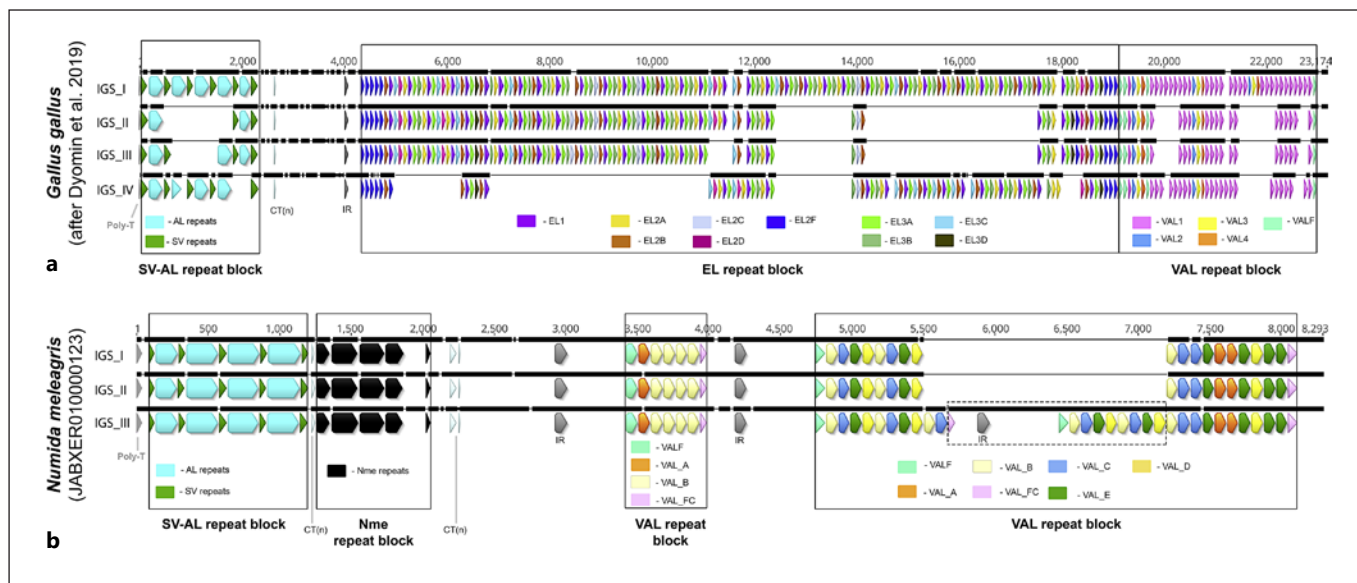 Gallus gallus
(after Dyomin et al. 2019)
2,000 4,000 6,000 8,000 10,000 12,000 14,000 16,000 18,000 20,000 22,000 23,174
IGS_I
IGS_II
IGS_III
IGS_IV
Poly-T
CT(n)
IR
- AL repeats
- SV repeats
- EL1 - EL2A - EL2C - EL2F - EL3A - EL3C
- EL2B - EL2D - EL3B - EL3D
- VAL1 - VAL3 - VALF
- VAL2 - VAL4
a
SV-AL repeat block
EL repeat block
VAL repeat block
Numida meleagris
(JABXER010000123)
1 500 1,000 1,500 2,000 2,500 3,000 3,500 4,000 4,500 5,000 5,500 6,000 6,500 7,000 7,500 8,000 8,293
IGS_I
IGS_II
IGS_III
Poly-T
IR
IR
IR
- AL repeats
- SV repeats
- Nme repeats
- VALF
- VAL_A
- VAL_B
- VAL_FC
- VALF - VAL_B - VAL_C - VAL_D
- VAL_A - VAL_FC - VAL_E
SV-AL repeat block
CT(n)
Nme
repeat block
CT(n)
VAL repeat
block
VAL repeat block
b